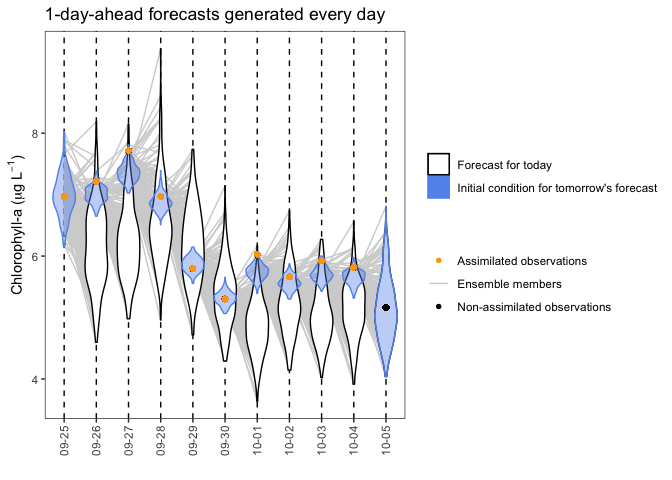 1-day-ahead forecasts generated every day
Chlorophyll-a (μg L⁻¹)
8
6
4
09-25
09-26
09-27
09-28
09-29
09-30
10-01
10-02
10-03
10-04
10-05
Forecast for today
Initial condition for tomorrow's forecast
Assimilated observations
Ensemble members
Non-assimilated observations